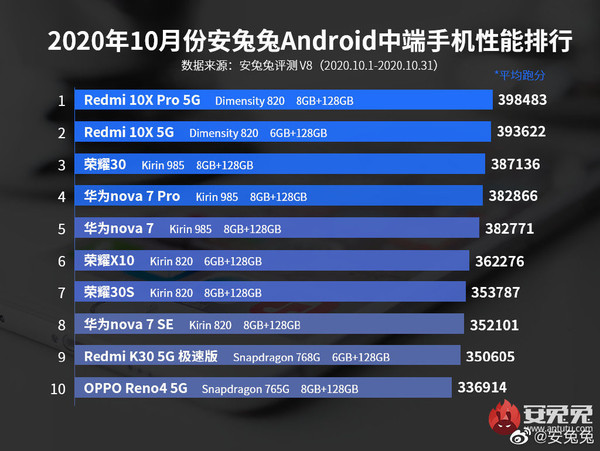 2020年10月份安兔兔Android中端手机性能排行
数据来源：安兔兔评测 V8（2020.10.1-2020.10.31）
*平均跑分
1 Redmi 10X Pro 5G Dimensity 820 8GB+128GB 398483
2 Redmi 10X 5G Dimensity 820 6GB+128GB 393622
3 荣耀30 Kirin 985 8GB+128GB 387136
4 华为nova 7 Pro Kirin 985 8GB+128GB 382866
5 华为nova 7 Kirin 985 8GB+128GB 382771
6 荣耀X10 Kirin 820 6GB+128GB 362276
7 荣耀30S Kirin 820 8GB+128GB 353787
8 华为nova 7 SE Kirin 820 8GB+128GB 352101
9 Redmi K30 5G 极速版 Snapdragon 768G 6GB+128GB 350605
10 OPPO Reno4 5G Snapdragon 765G 8GB+128GB 336914
安兔兔
www.antutu.com
@安兔兔